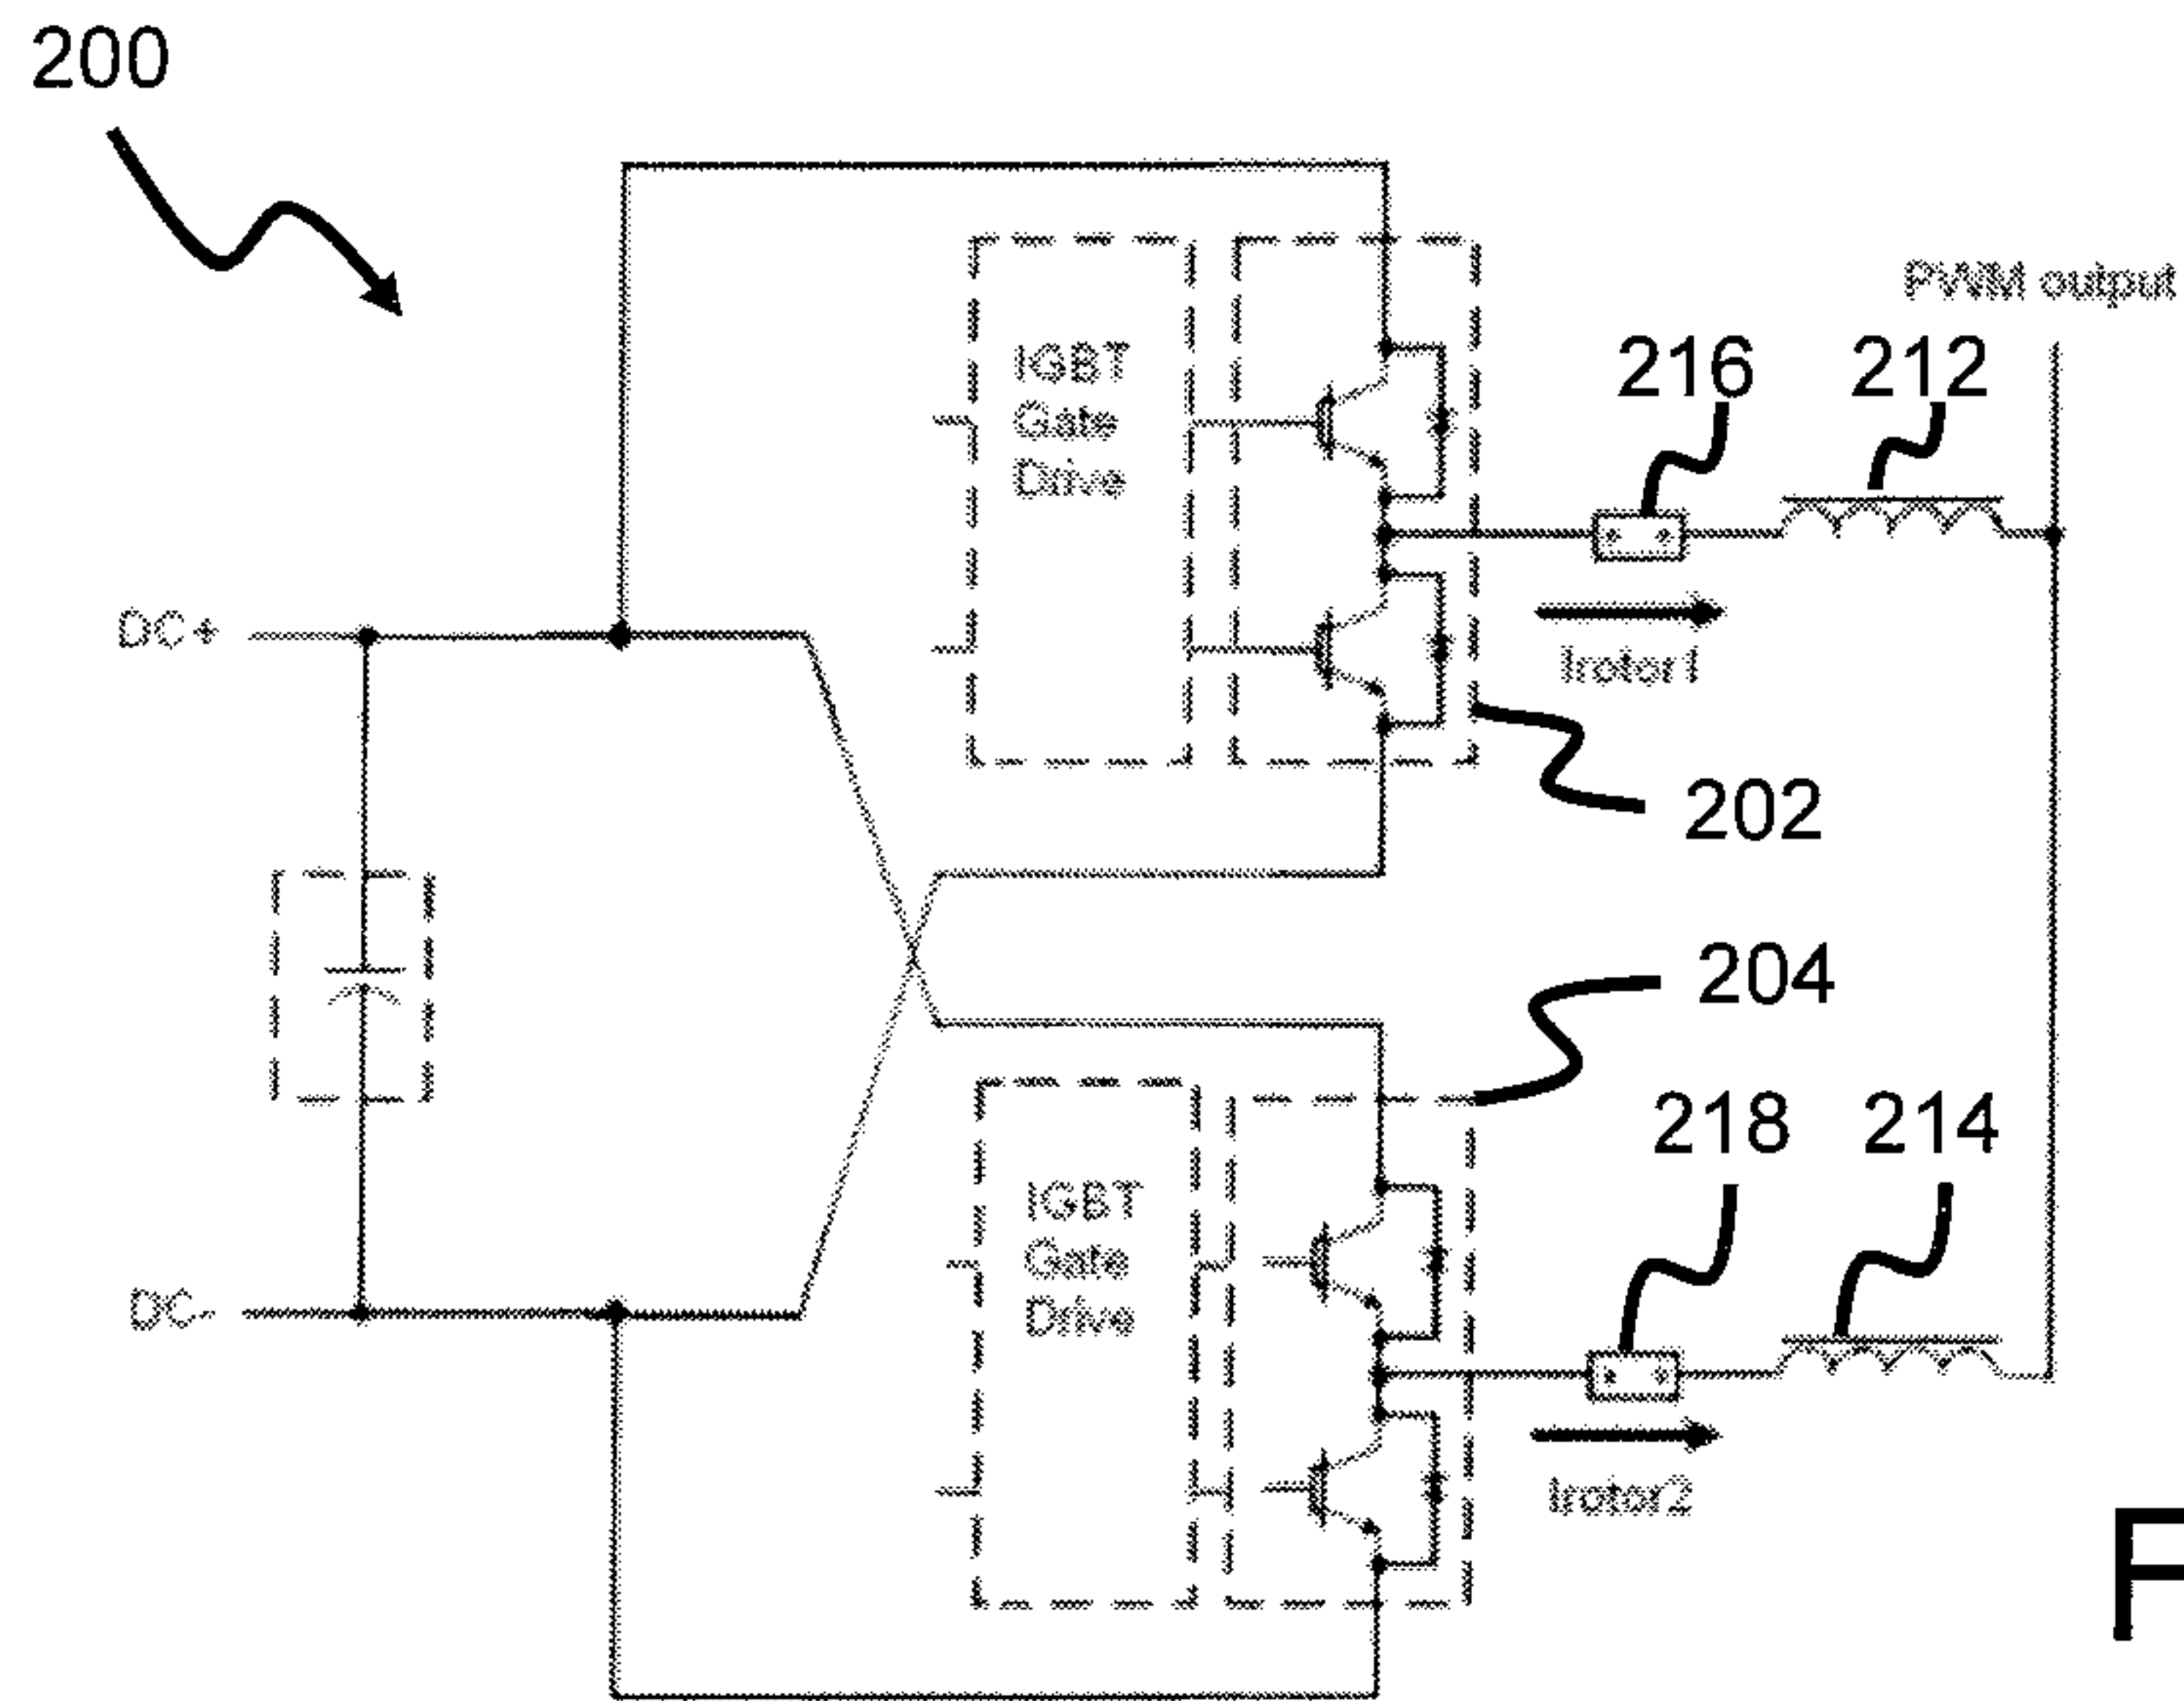 200
PWM output
216
212
IGBT
Gate
Drive
DC+
Irotor1
202
204
218
214
IGBT
Gate
Drive
DC-
Irotor2
F